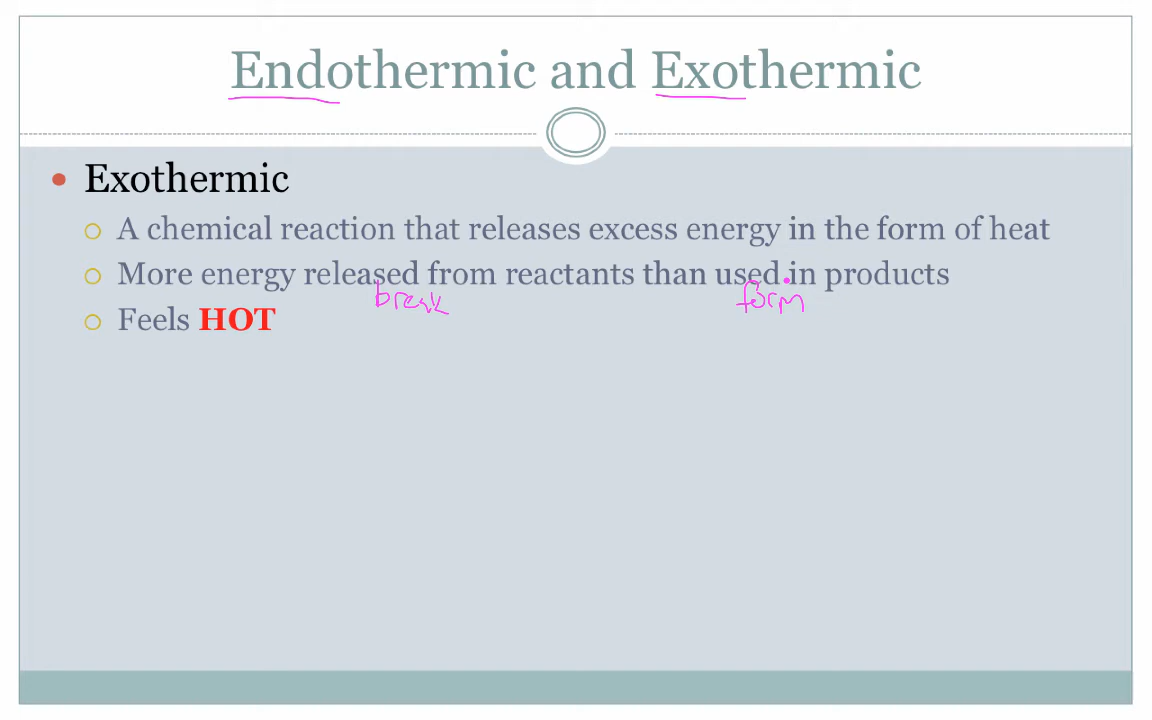 Endothermic and Exothermic
Exothermic
A chemical reaction that releases excess energy in the form of heat
More energy released from reactants than used in products
break form
Feels HOT